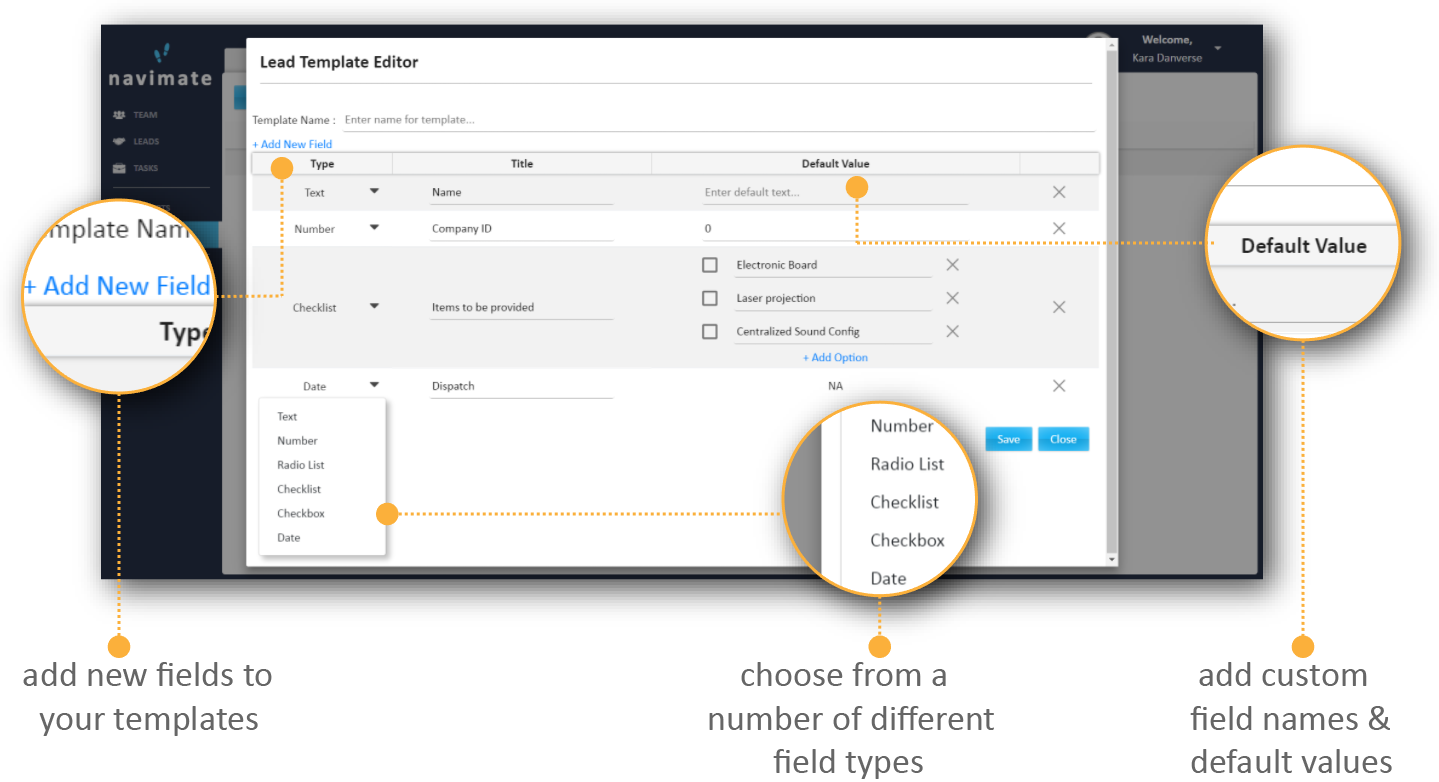 navimate
Welcome,
Kara Danverse
TEAM
LEADS
TASKS
Lead Template Editor
Template Name : Enter name for template...
+ Add New Field
Type Title Default Value
Text Name Enter default text...
Number Company ID 0
Checklist Items to be provided
Electronic Board
Laser projection
Centralized Sound Config
+ Add Option
Date Dispatch NA
Text
Number
Radio List
Checklist
Checkbox
Date
Save Close
mplate Nam
+ Add New Field
Type
Number
Radio List
Checklist
Checkbox
Date
Default Value
add new fields to
your templates
choose from a
number of different
field types
add custom
field names &
default values